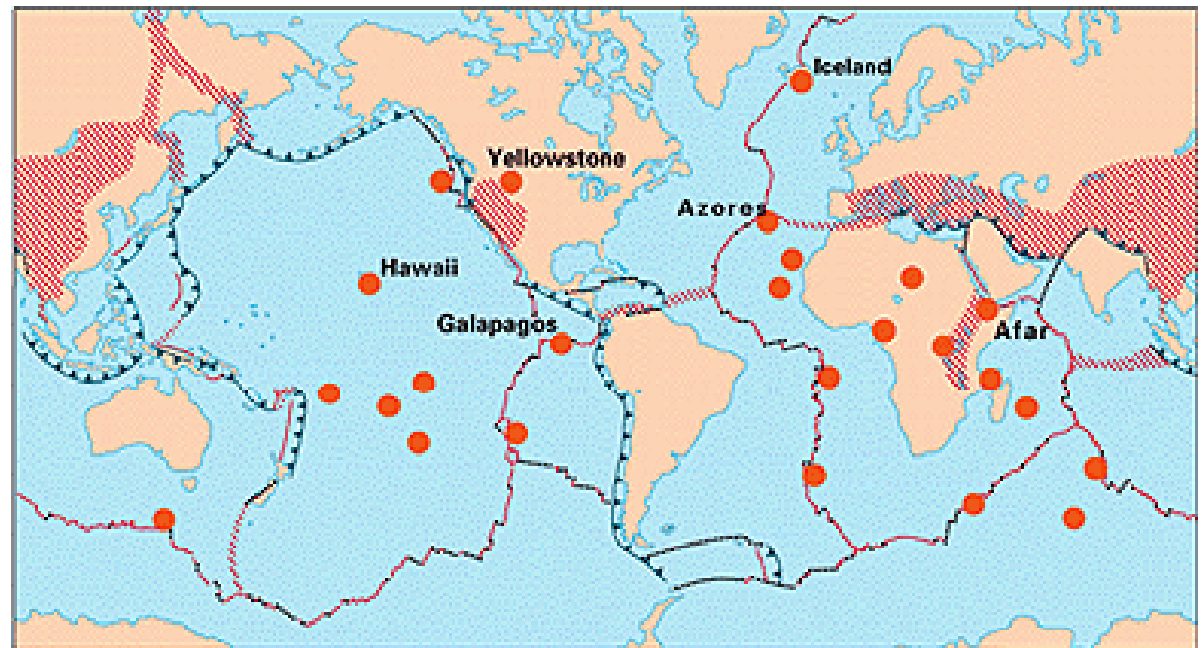 Iceland
Yellowstone
Azores
Hawaii
Galapagos
Afar